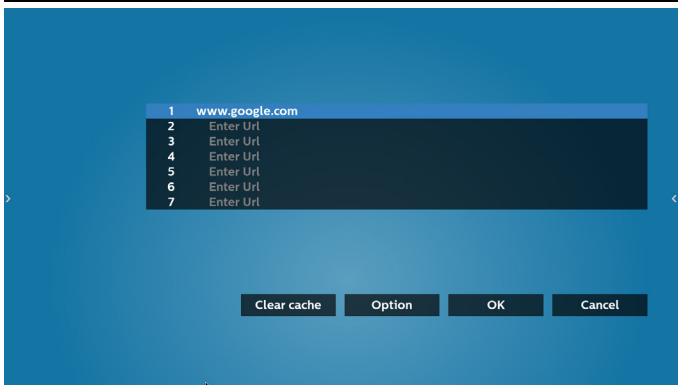 1 www.google.com
2 Enter Url
3 Enter Url
4 Enter Url
5 Enter Url
6 Enter Url
7 Enter Url
Clear cache Option OK Cancel